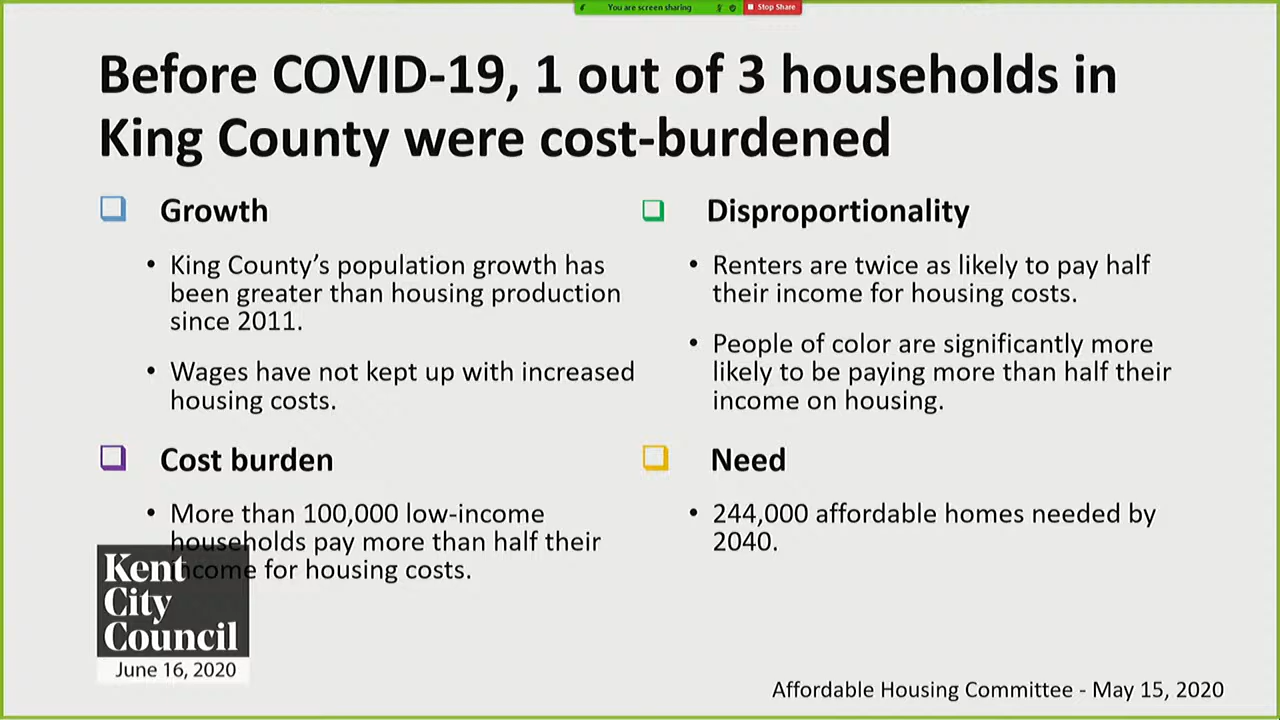 You are screen sharing
Stop Share
Before COVID-19, 1 out of 3 households in
King County were cost-burdened
Growth
• King County's population growth has
been greater than housing production
since 2011.
• Wages have not kept up with increased
housing costs.
Cost burden
• More than 100,000 low-income
households pay more than half their
income for housing costs.
Disproportionality
• Renters are twice as likely to pay half
their income for housing costs.
• People of color are significantly more
likely to be paying more than half their
income on housing.
Need
• 244,000 affordable homes needed by
2040.
Kent
City
Council
June 16, 2020
Affordable Housing Committee - May 15, 2020